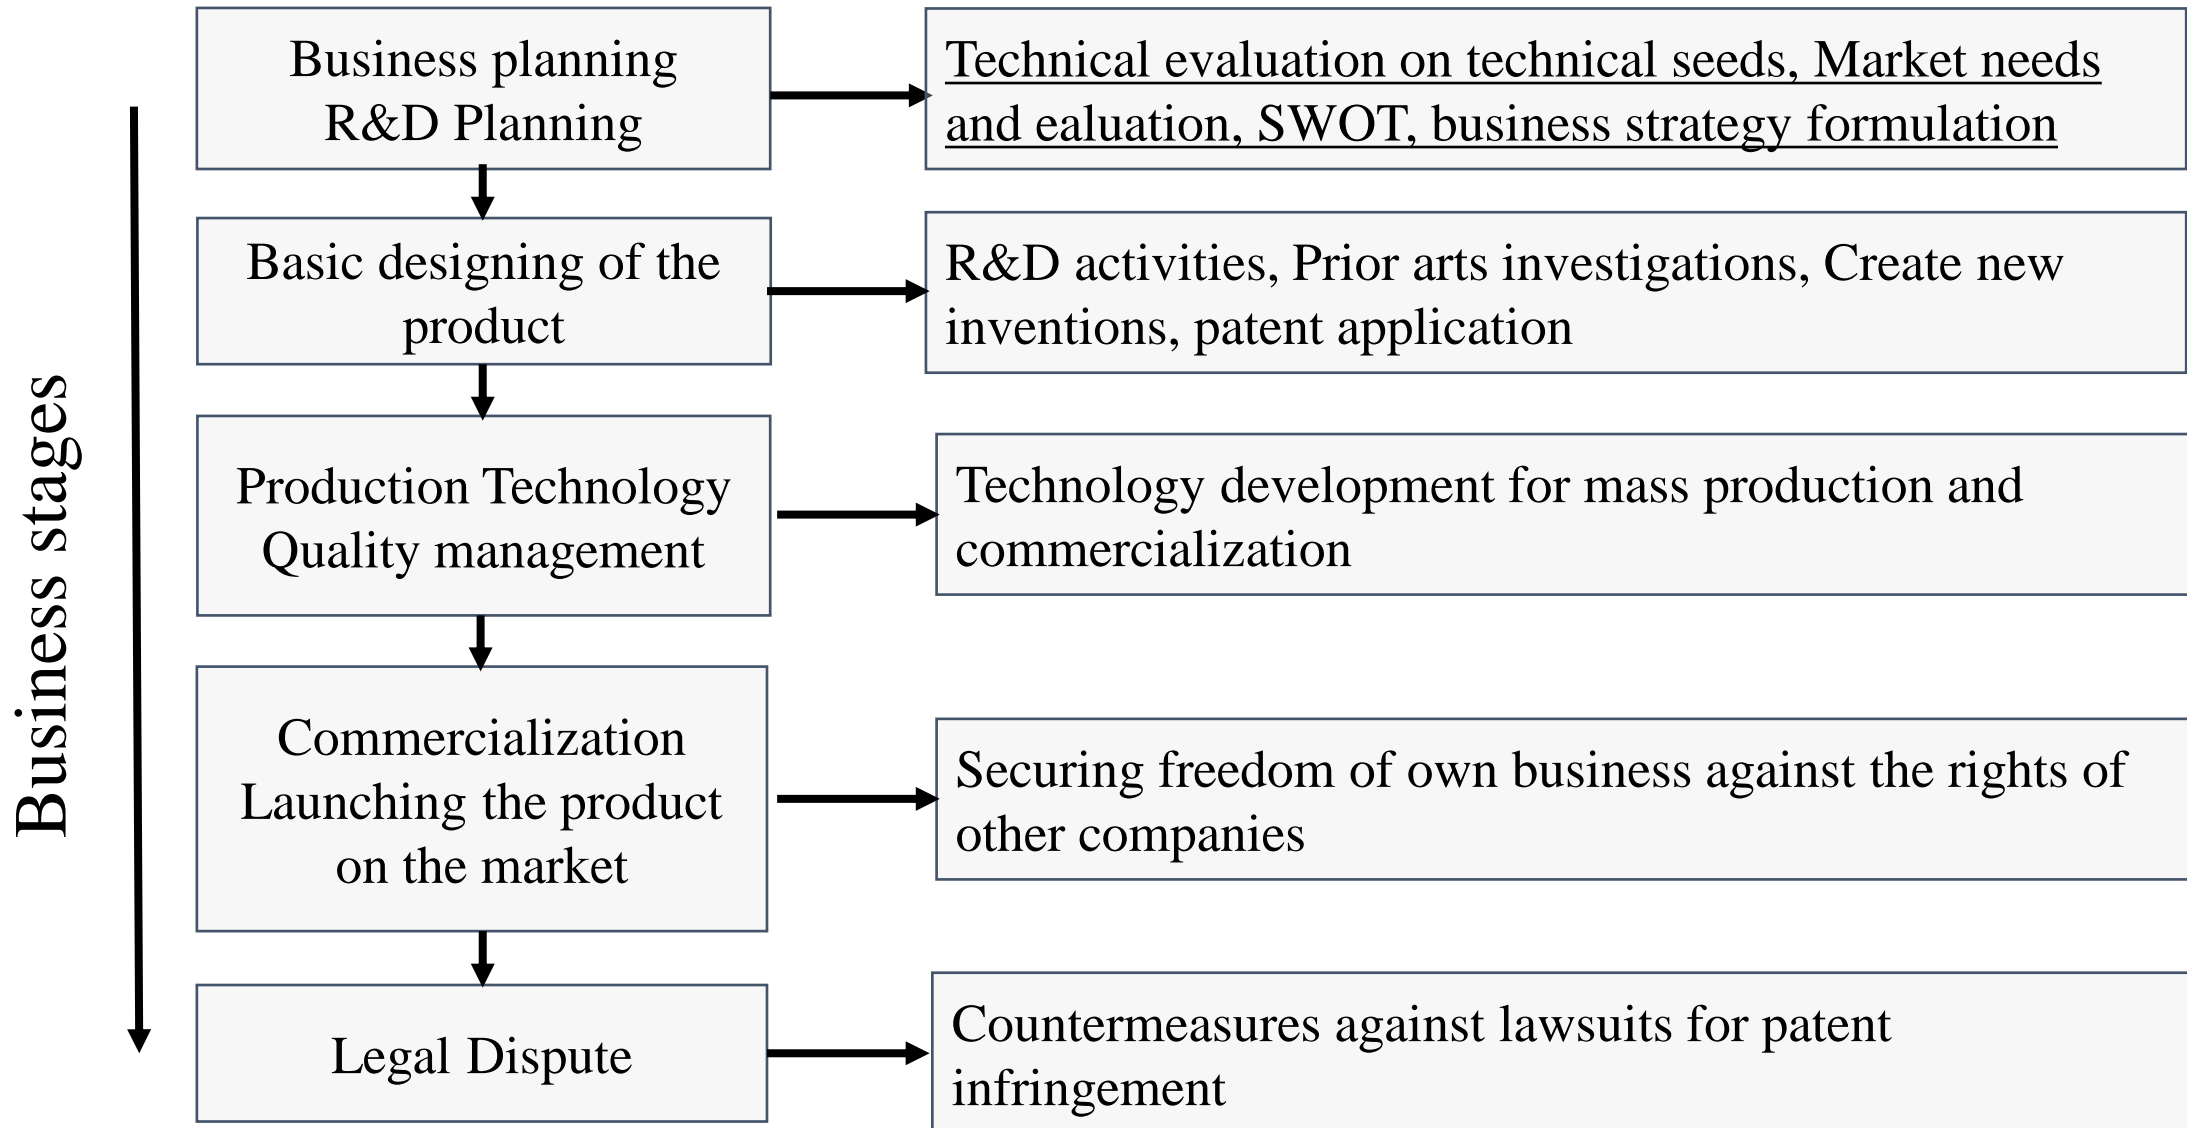 Business stages
Business planning
R&D Planning
Technical evaluation on technical seeds, Market needs
and ealuation, SWOT, business strategy formulation
Basic designing of the
product
R&D activities, Prior arts investigations, Create new
inventions, patent application
Production Technology
Quality management
Technology development for mass production and
commercialization
Commercialization
Launching the product
on the market
Securing freedom of own business against the rights of
other companies
Legal Dispute
Countermeasures against lawsuits for patent
infringement